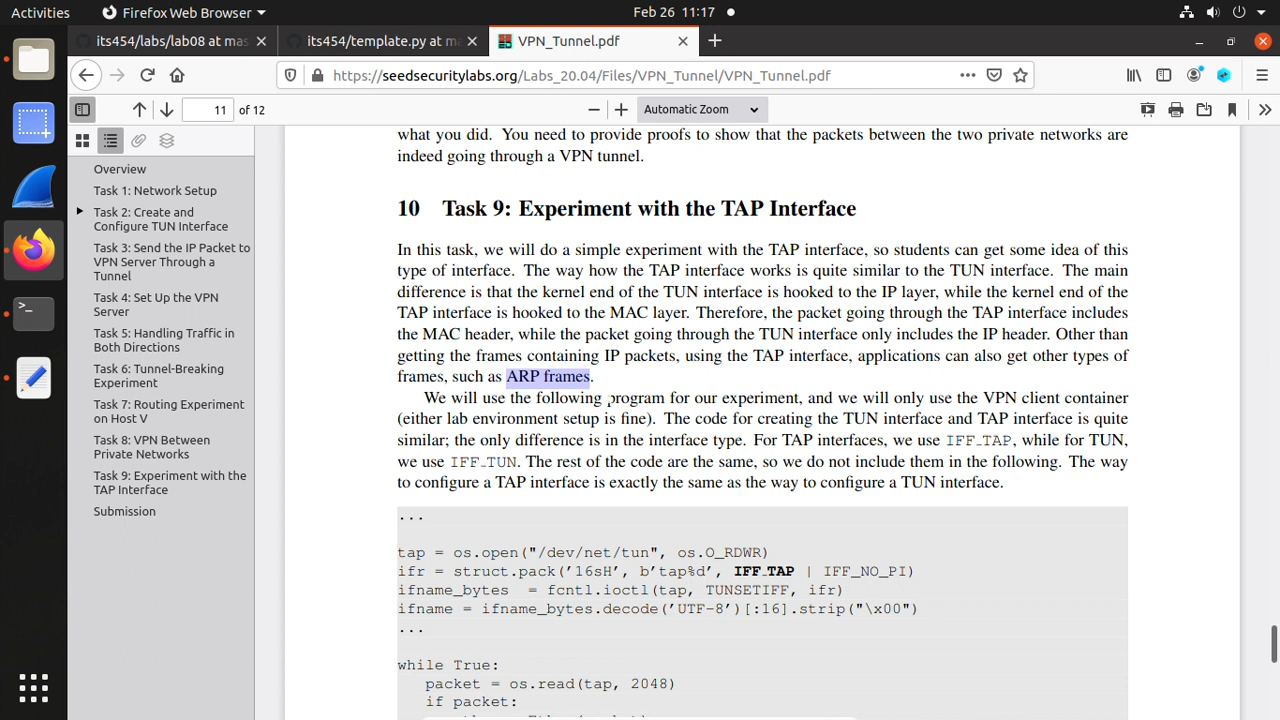 Activities
Firefox Web Browser
Feb 26 11:17
its454/labs/lab08 at mas
its454/template.py at m
VPN_Tunnel.pdf
https://seedsecuritylabs.org/Labs_20.04/Files/VPN_Tunnel/VPN_Tunnel.pdf
11 of 12
Automatic Zoom
Overview
Task 1: Network Setup
Task 2: Create and
Configure TUN Interface
Task 3: Send the IP Packet to
VPN Server Through a
Tunnel
Task 4: Set Up the VPN
Server
Task 5: Handling Traffic in
Both Directions
Task 6: Tunnel-Breaking
Experiment
Task 7: Routing Experiment
on Host V
Task 8: VPN Between
Private Networks
Task 9: Experiment with the
TAP Interface
Submission
what you did. You need to provide proofs to show that the packets between the two private networks are
indeed going through a VPN tunnel.
10 Task 9: Experiment with the TAP Interface
In this task, we will do a simple experiment with the TAP interface, so students can get some idea of this
type of interface. The way how the TAP interface works is quite similar to the TUN interface. The main
difference is that the kernel end of the TUN interface is hooked to the IP layer, while the kernel end of the
TAP interface is hooked to the MAC layer. Therefore, the packet going through the TAP interface includes
the MAC header, while the packet going through the TUN interface only includes the IP header. Other than
getting the frames containing IP packets, using the TAP interface, applications can also get other types of
frames, such as ARP frames.
We will use the following program for our experiment, and we will only use the VPN client container
(either lab environment setup is fine). The code for creating the TUN interface and TAP interface is quite
similar; the only difference is in the interface type. For TAP interfaces, we use IFF_TAP, while for TUN,
we use IFF_TUN. The rest of the code are the same, so we do not include them in the following. The way
to configure a TAP interface is exactly the same as the way to configure a TUN interface.
...
tap = os.open("/dev/net/tun", os.O_RDWR)
ifr = struct.pack('16sH', b'tap%d', IFF_TAP | IFF_NO_PI)
ifname_bytes = fcntl.ioctl(tap, TUNSETIFF, ifr)
ifname = ifname_bytes.decode('UTF-8')[:16].strip("\x00")
...
while True:
packet = os.read(tap, 2048)
if packet: